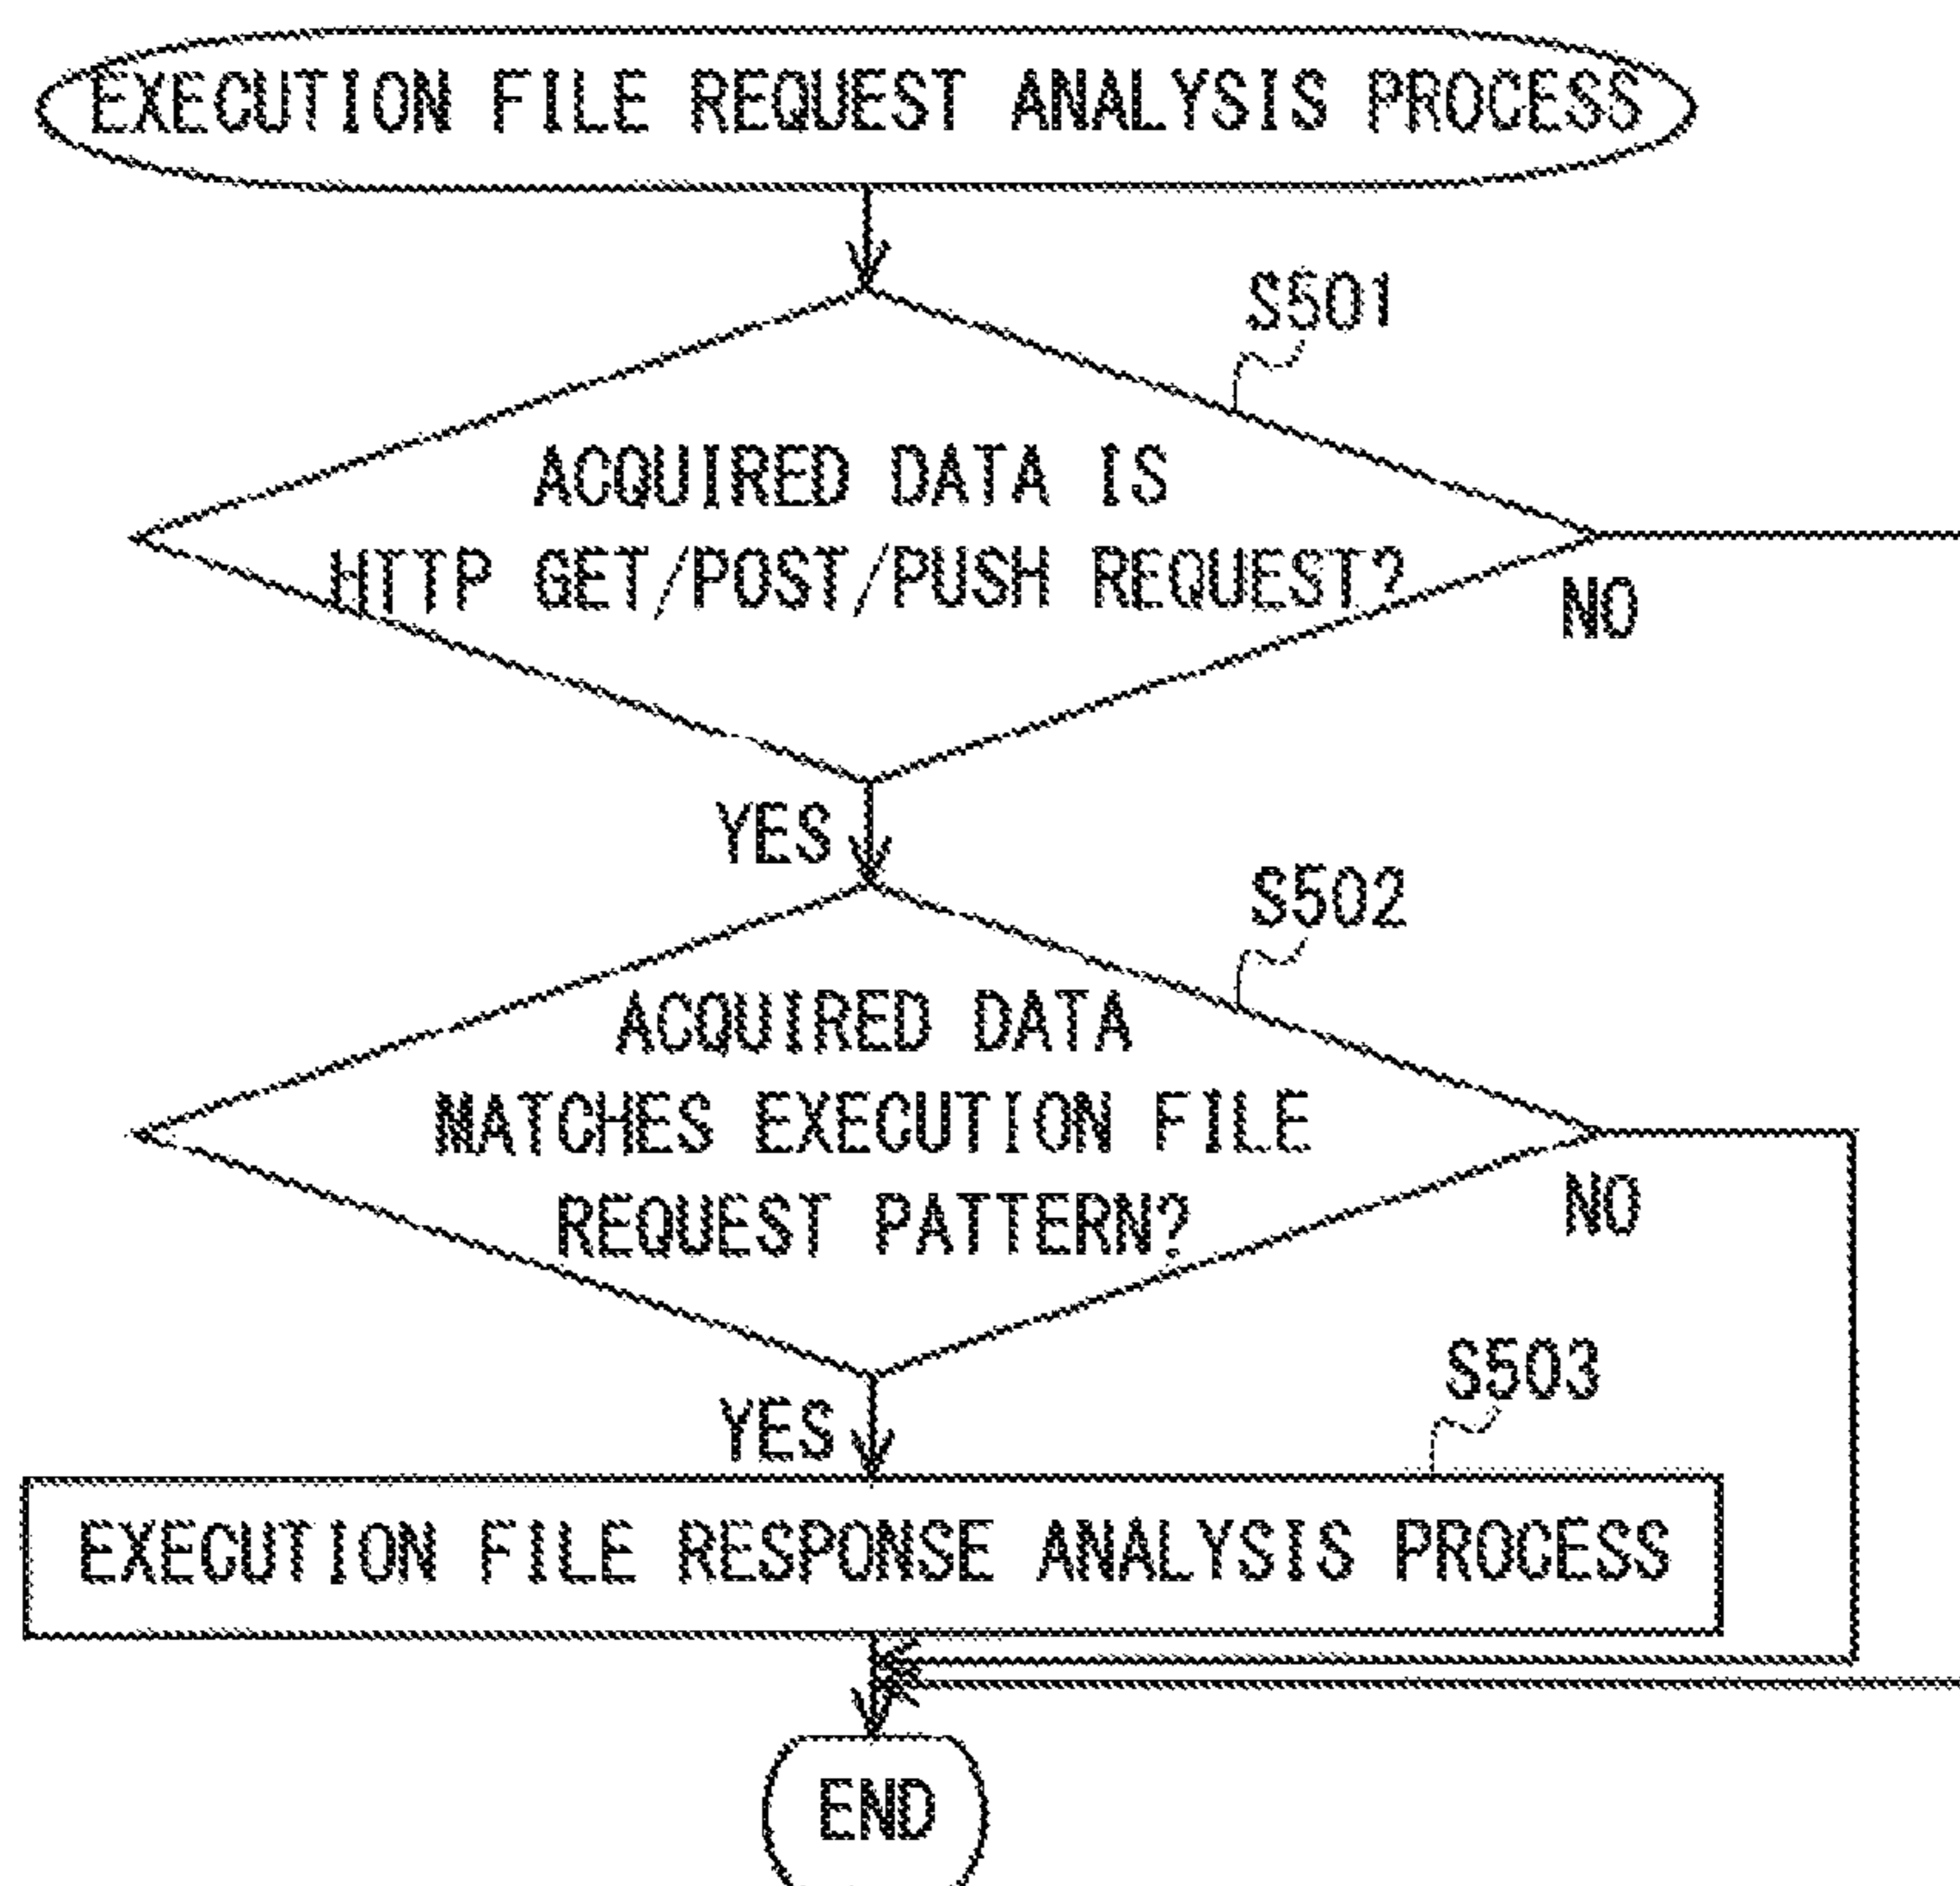 EXECUTION FILE REQUEST ANALYSIS PROCESS
S501
ACQUIRED DATA IS
HTTP GET/POST/PUSH REQUEST?
NO
YES
S502
ACQUIRED DATA
MATCHES EXECUTION FILE
REQUEST PATTERN?
NO
S503
YES
EXECUTION FILE RESPONSE ANALYSIS PROCESS
END